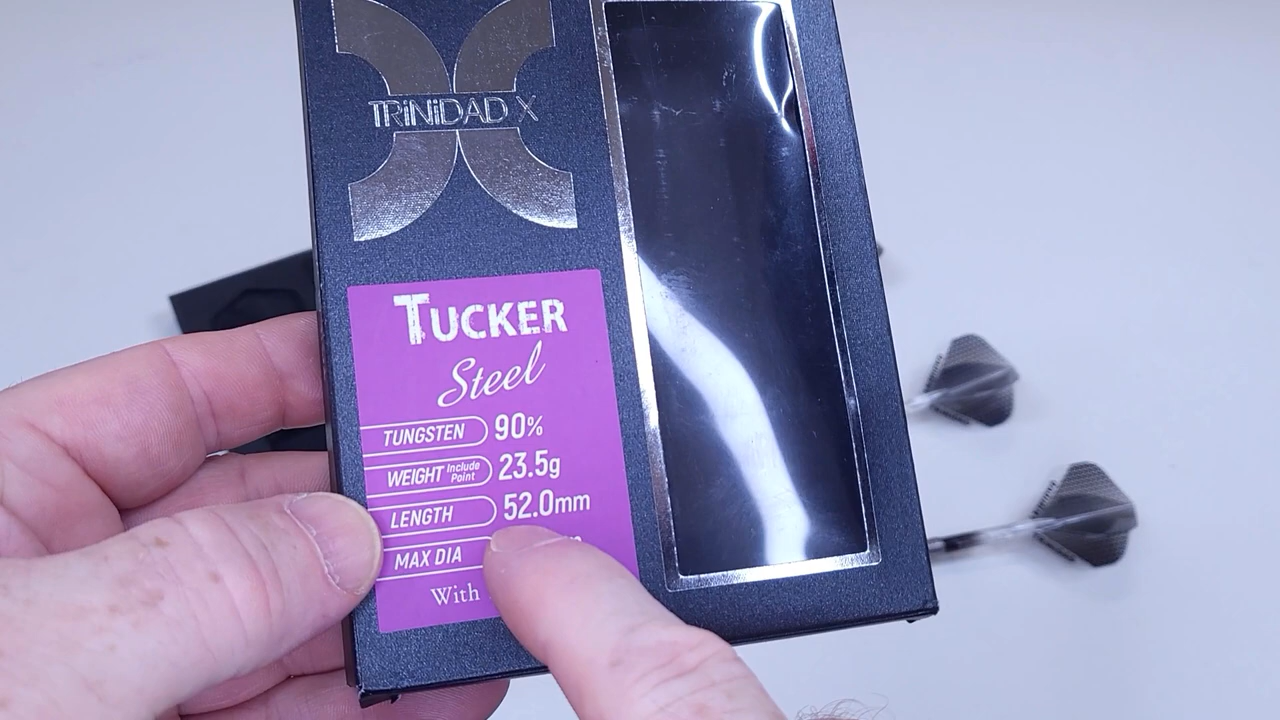 TRiNiDAD X
TUCKER
Steel
TUNGSTEN 90%
WEIGHT Include Point 23.5g
LENGTH 52.0mm
MAX DIA
With